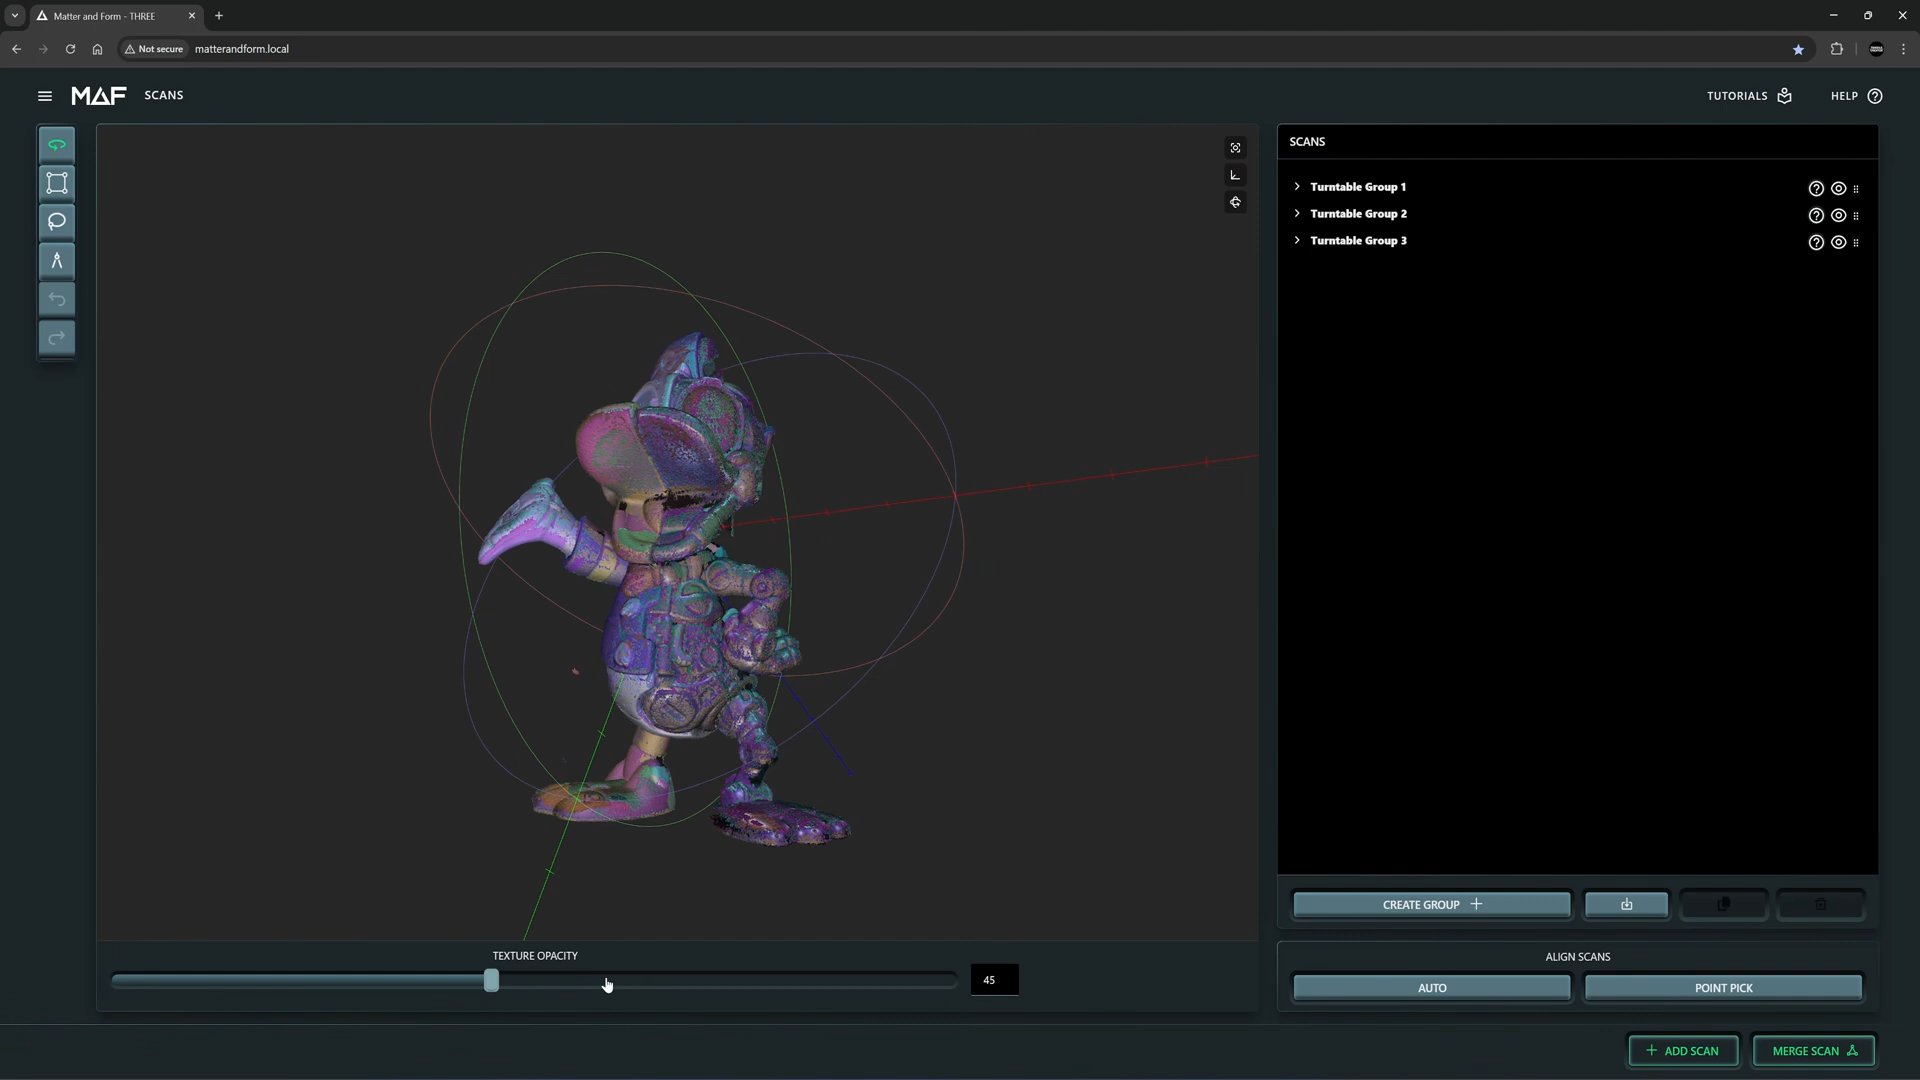 Matter and Form - THREE
Not secure
matterandform.local
MAF
SCANS
TUTORIALS
HELP
SCANS
Turntable Group 1
Turntable Group 2
Turntable Group 3
CREATE GROUP
TEXTURE OPACITY
45
ALIGN SCANS
AUTO
POINT PICK
ADD SCAN
MERGE SCAN